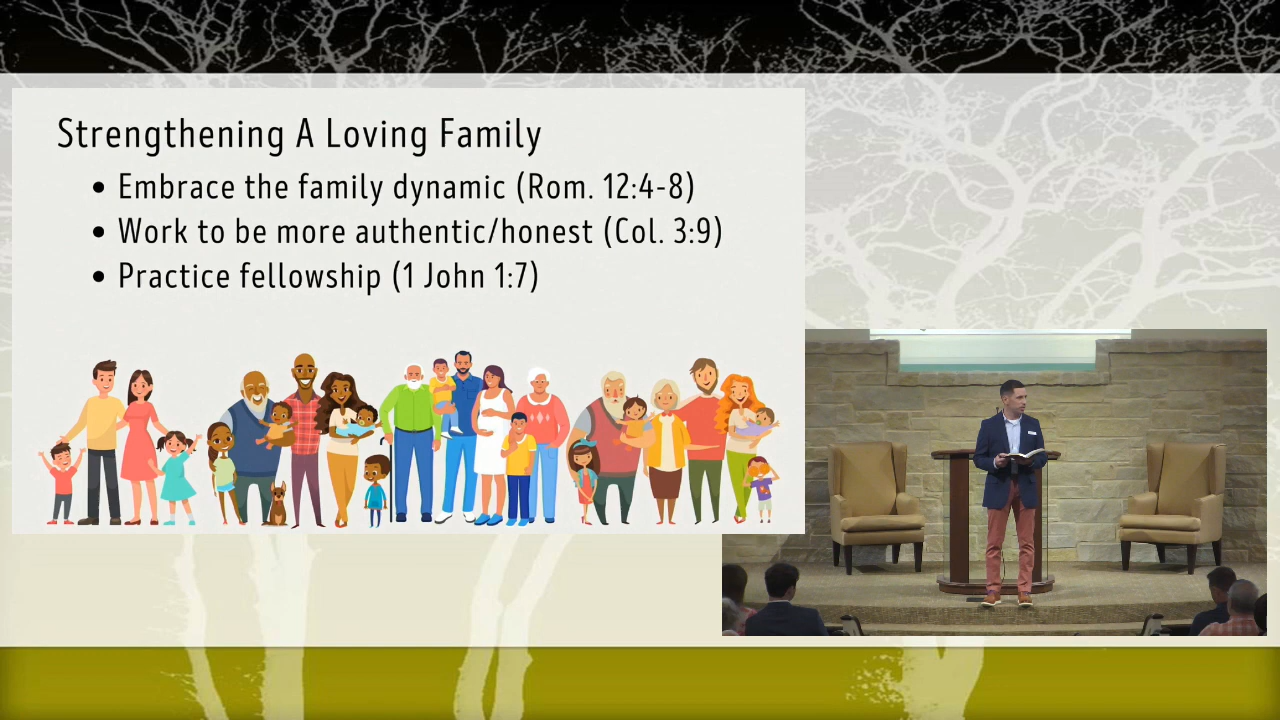 Strengthening A Loving Family
• Embrace the family dynamic (Rom. 12:4-8)
• Work to be more authentic/honest (Col. 3:9)
• Practice fellowship (1 John 1:7)